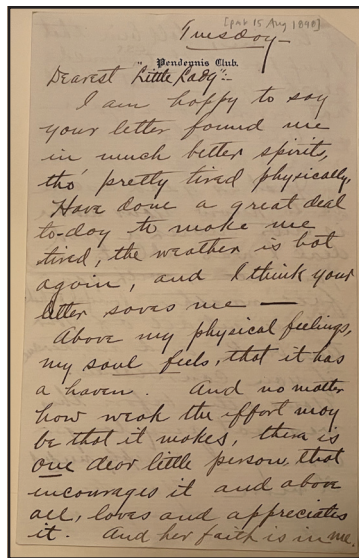 [pm 15 Aug 1898]
Tuesday—
Pendennis Club.
Dearest "Little Lady":-
I am happy to say
your letter found me
in much better spirits,
tho' pretty tired physically,
Have done a great deal
to-day to make me
tired, the weather is hot
again, and I think your
letter saves me —
Above my physical feelings,
my soul feels, that it has
a haven. And no matter
how weak the effort may
be that it makes, there is
one dear little person that
encourages it and above
all, loves and appreciates
it. And her faith is in me.